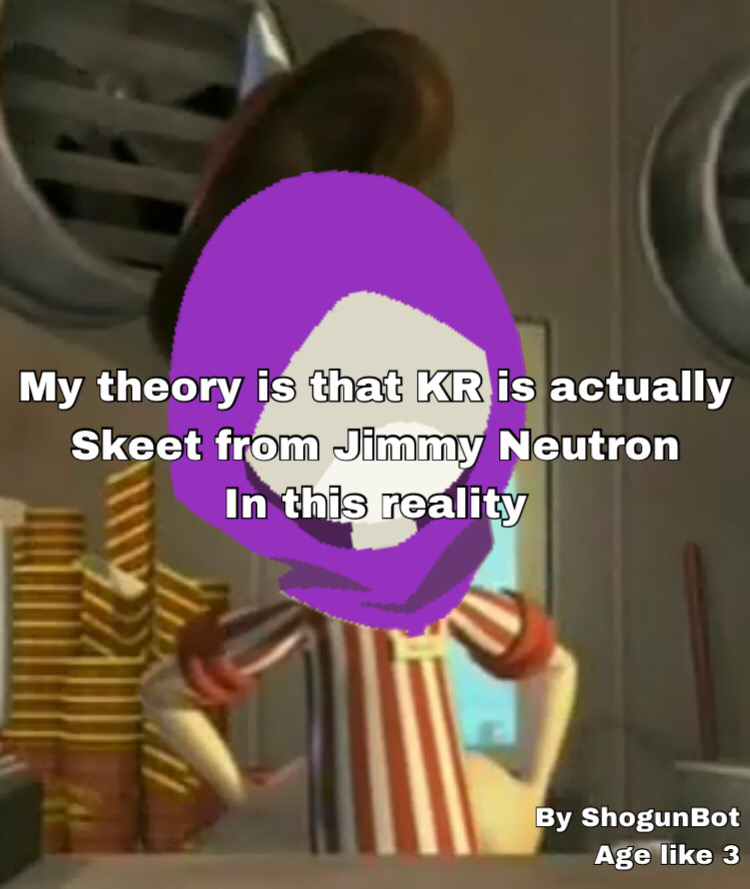 My theory is that KR is actually
Skeet from Jimmy Neutron
In this reality
By ShogunBot
Age like 3